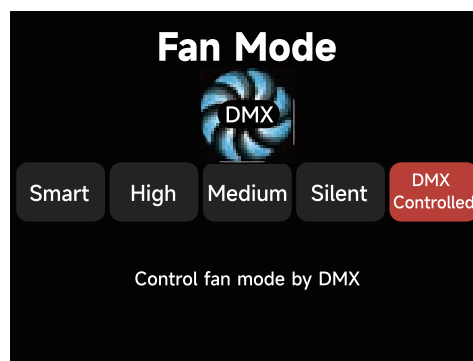 Fan Mode
DMX
Smart High Medium Silent DMX Controlled
Control fan mode by DMX